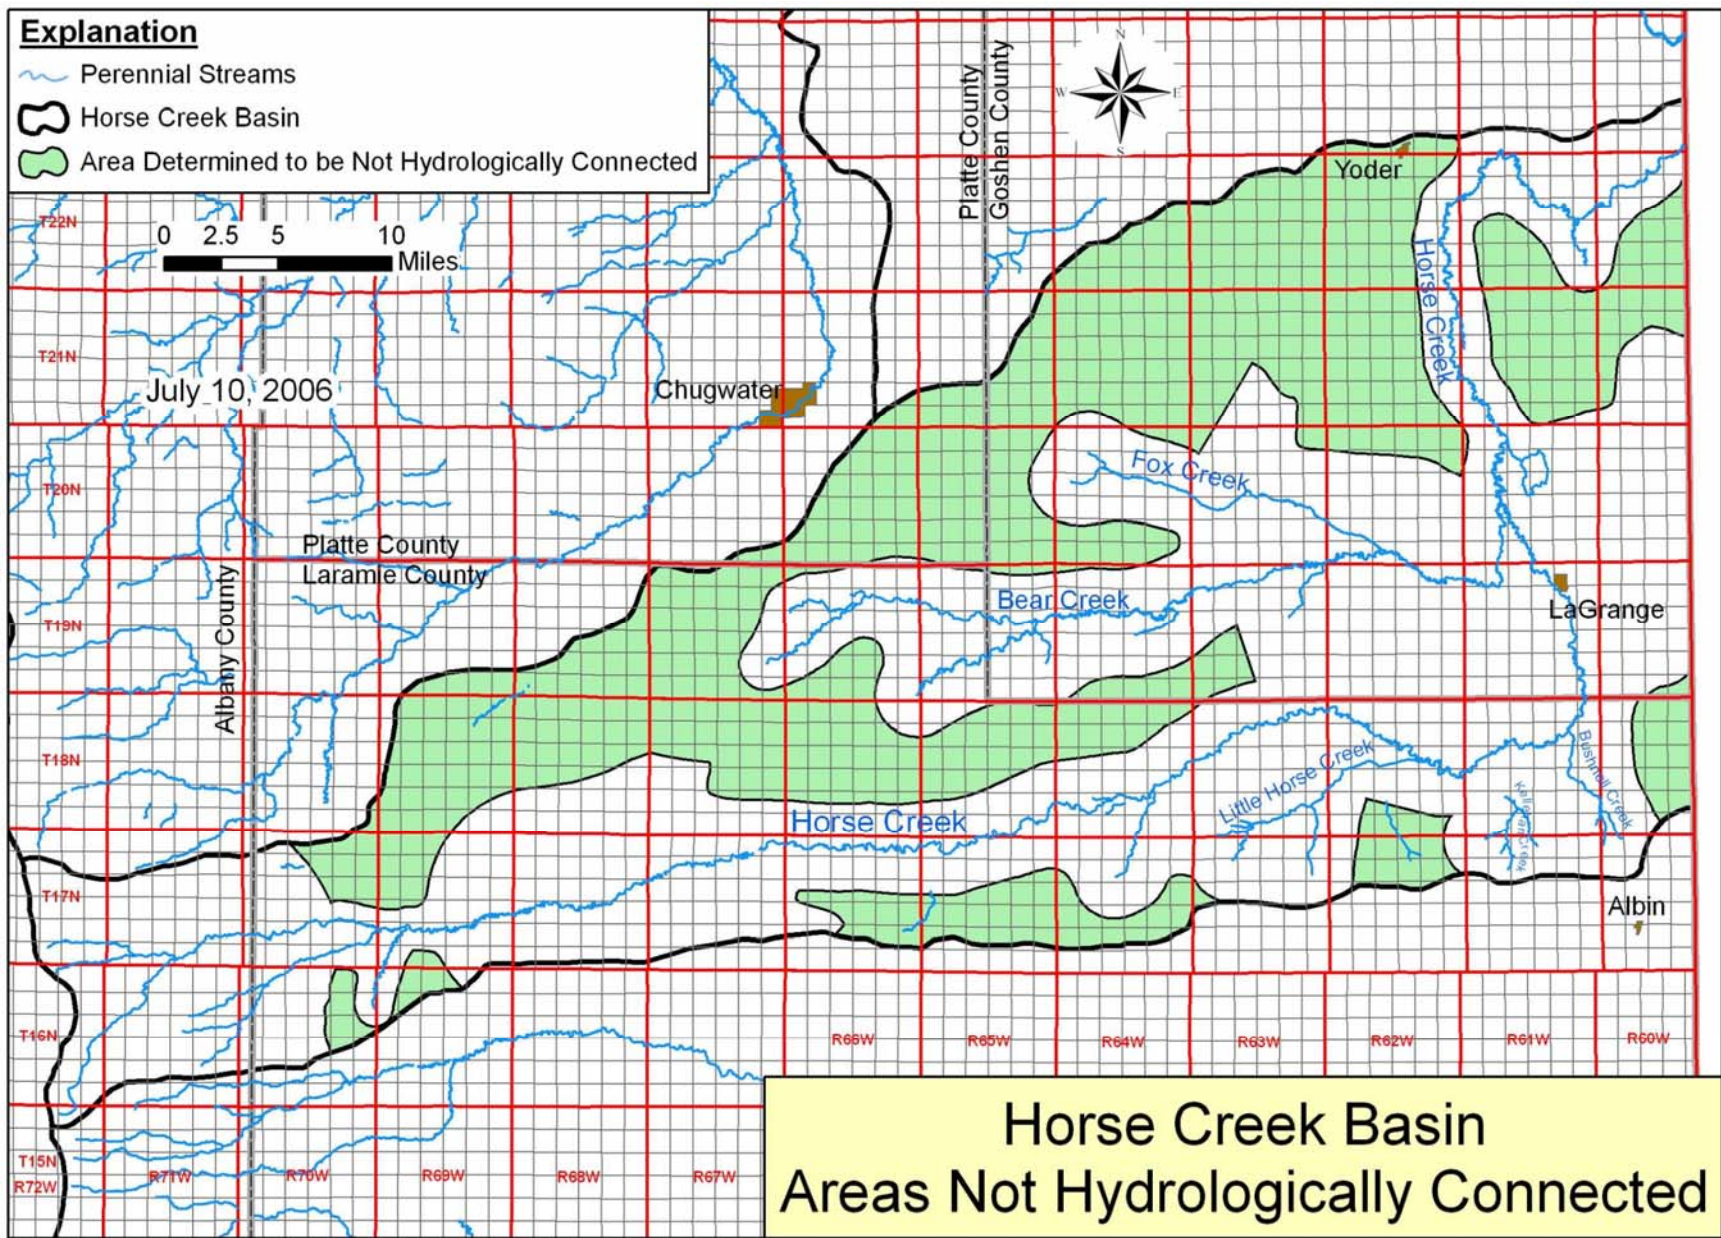 Explanation
Perennial Streams
Horse Creek Basin
Area Determined to be Not Hydrologically Connected
0 2.5 5 10
Miles
July 10, 2006
N
W E
S
Platte County
Goshen County
Yoder
T22N
T21N
Horse Creek
Chugwater
T20N
Fox Creek
Platte County
Laramie County
Albany County
T19N
Bear Creek
LaGrange
T18N
Little Horse Creek
Bushnell Creek
Horse Creek
T17N
Albin
T16N
R66W R65W R64W R63W R62W R61W R60W
T15N
R72W R71W R70W R69W R68W R67W
Horse Creek Basin
Areas Not Hydrologically Connected